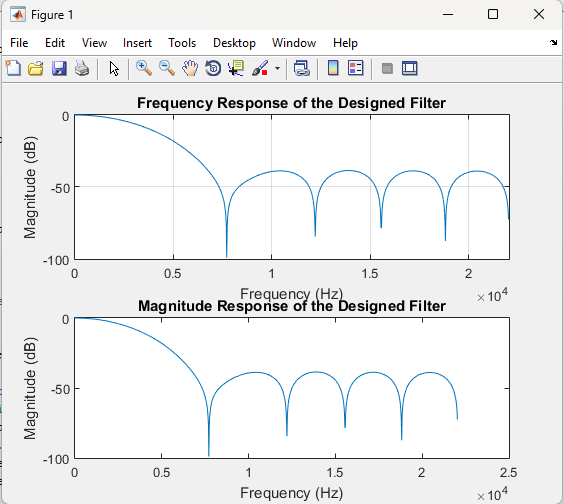 Figure 1
File Edit View Insert Tools Desktop Window Help
Frequency Response of the Designed Filter
0
-50
-100
Magnitude (dB)
0 0.5 1 1.5 2
Frequency (Hz)
×10^4
Magnitude Response of the Designed Filter
0
-50
-100
Magnitude (dB)
0 0.5 1 1.5 2 2.5
Frequency (Hz)
×10^4